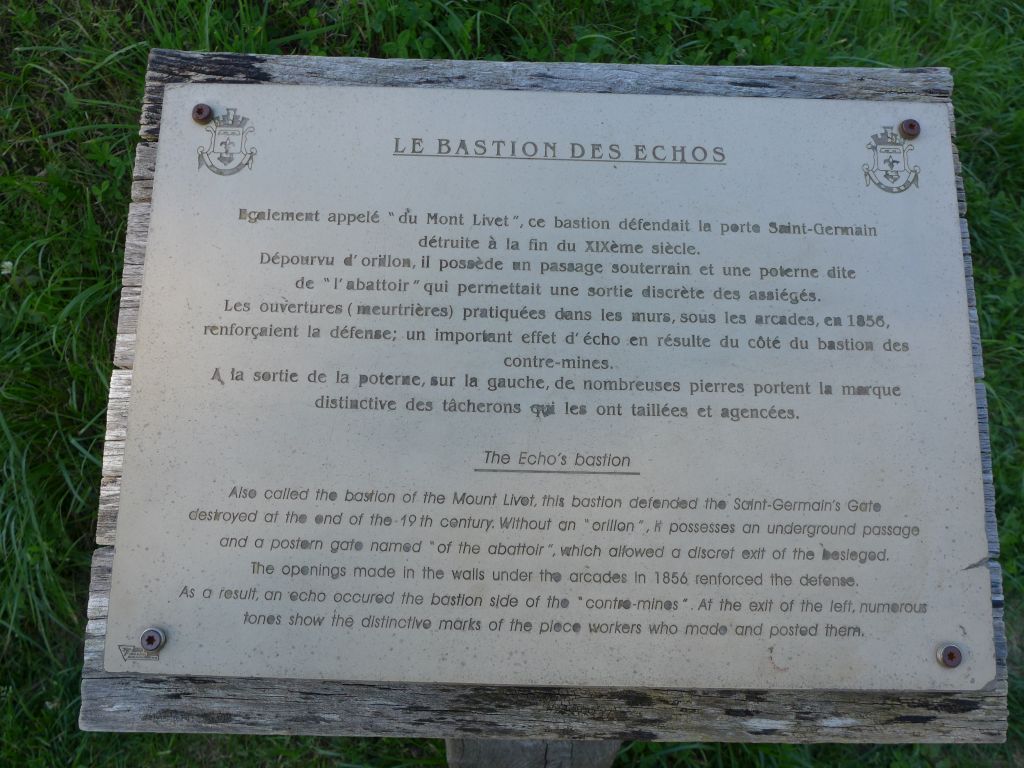 LE BASTION DES ECHOS
Egalement appelé "du Mont Livet", ce bastion défendait la porte Saint-Germain
détruite à la fin du XIXème siècle.
Dépourvu d'orillon, il possède un passage souterrain et une poterne dite
de "l'abattoir" qui permettait une sortie discrète des assiégés.
Les ouvertures (meurtrières) pratiquées dans les murs, sous les arcades, en 1856,
renforçaient la défense; un important effet d'écho en résulte du côté du bastion des
contre-mines.
A la sortie de la poterne, sur la gauche, de nombreuses pierres portent la marque
distinctive des tâcherons qui les ont taillées et agencées.
The Echo's bastion
Also called the bastion of the Mount Livet, this bastion defended the Saint-Germain's Gate
destroyed at the end of the 19th century. Without an "orillon", it possesses an underground passage
and a postern gate named "of the abattoir", which allowed a discret exit of the besieged.
The openings made in the walls under the arcades in 1856 renforced the defense.
As a result, an echo occured the bastion side of the "contre-mines". At the exit of the left, numerous
tones show the distinctive marks of the piece workers who made and posted them.